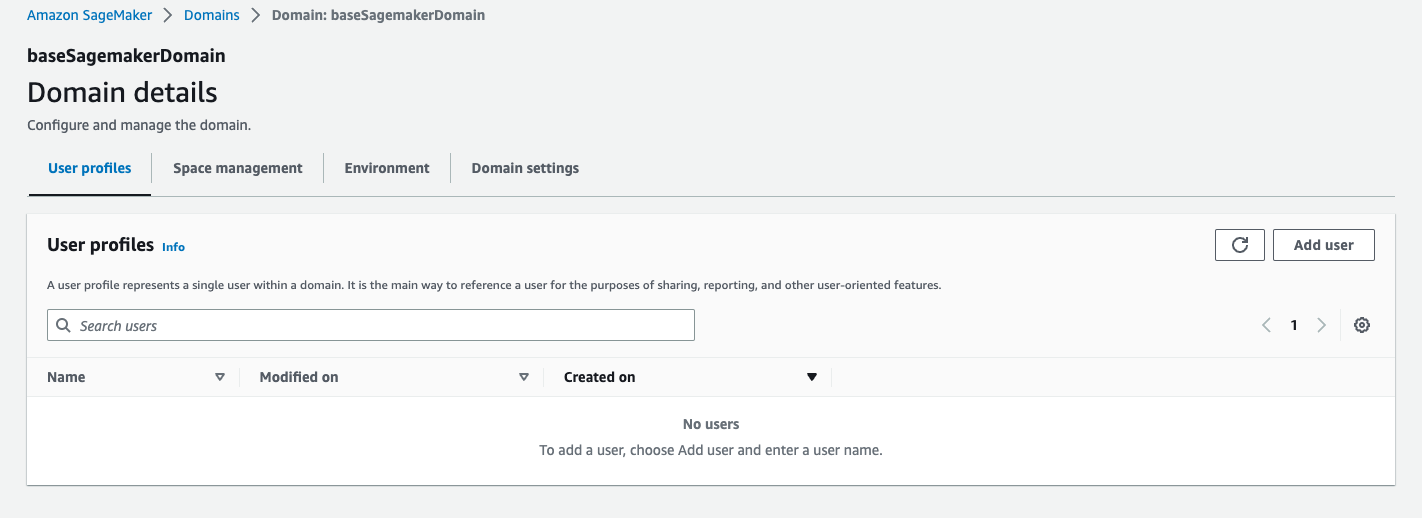 Amazon SageMaker > Domains > Domain: baseSagemakerDomain
baseSagemakerDomain
Domain details
Configure and manage the domain.
User profiles Space management Environment Domain settings
User profiles Info Add user
A user profile represents a single user within a domain. It is the main way to reference a user for the purposes of sharing, reporting, and other user-oriented features.
Search users 1
Name Modified on Created on
No users
To add a user, choose Add user and enter a user name.